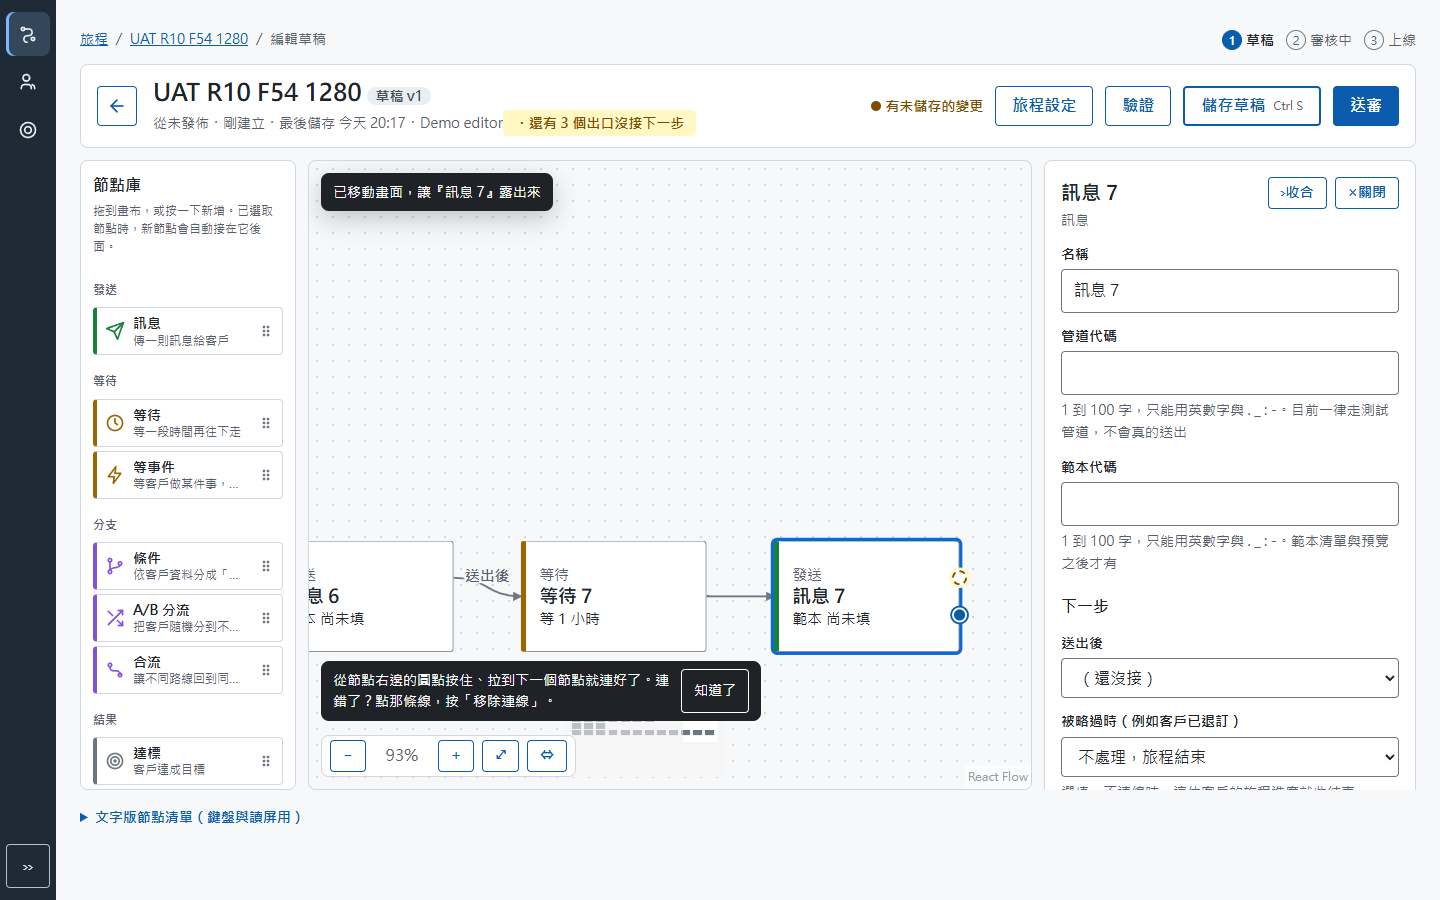 旅程 / UAT R10 F54 1280 / 編輯草稿
1 草稿 2 審核中 3 上線
UAT R10 F54 1280 草稿 v1
從未發佈・剛建立・最後儲存 今天 20:17・Demo editor ・還有 3 個出口沒接下一步
有未儲存的變更
旅程設定
驗證
儲存草稿 Ctrl S
送審
節點庫
拖到畫布，或按一下新增。已選取
節點時，新節點會自動接在它後
面。
發送
訊息
傳一則訊息給客戶
等待
等待
等一段時間再往下走
等事件
等客戶做某件事，...
分支
條件
依客戶資料分成「...
A/B 分流
把客戶隨機分到不...
合流
讓不同路線回到同...
結果
達標
客戶達成目標
已移動畫面，讓『訊息 7』露出來
送
息 6
本 尚未填
送出後
等待
等待 7
等 1 小時
發送
訊息 7
範本 尚未填
從節點右邊的圓點按住、拉到下一個節點就連好了。連
錯了？點那條線，按「移除連線」。
知道了
− 93% +
React Flow
訊息 7
›收合
×關閉
訊息
名稱
訊息 7
管道代碼
1 到 100 字，只能用英數字與 . _ : -。目前一律走測試
管道，不會真的送出
範本代碼
1 到 100 字，只能用英數字與 . _ : -。範本清單與預覽
之後才有
下一步
送出後
（還沒接）
被略過時（例如客戶已退訂）
不處理，旅程結束
▶ 文字版節點清單（鍵盤與讀屏用）
»